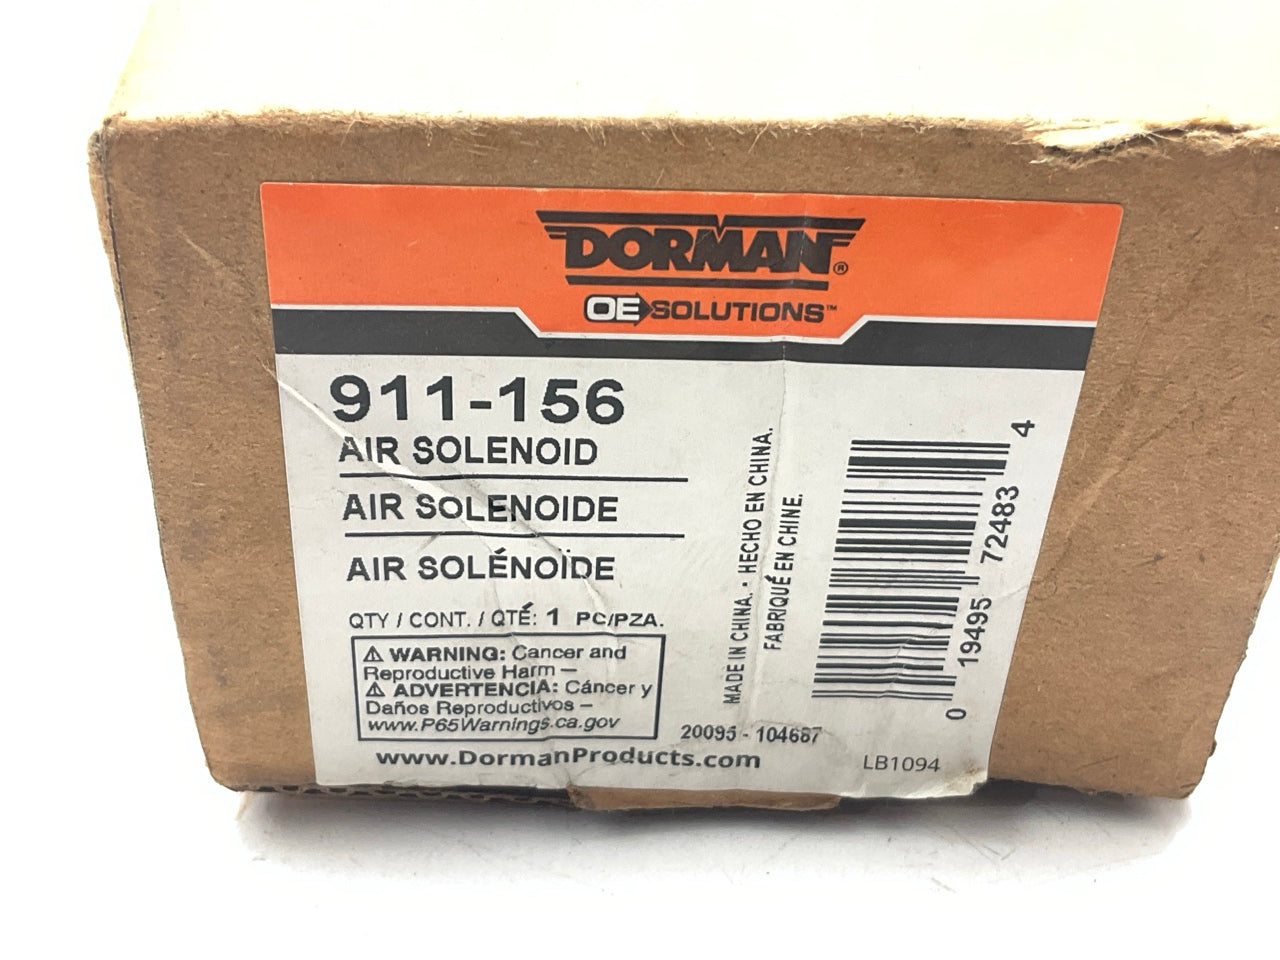 DORMAN®
OE SOLUTIONS™
911-156
AIR SOLENOID
AIR SOLENOIDE
AIR SOLÉNOÏDE
QTY / CONT. / QTÉ: 1 PC/PZA.
⚠ WARNING: Cancer and
Reproductive Harm –
⚠ ADVERTENCIA: Cáncer y
Daños Reproductivos –
www.P65Warnings.ca.gov
www.DormanProducts.com
MADE IN CHINA. • HECHO EN CHINA.
FABRIQUÉ EN CHINE.
20095 - 104687
0 19495 72483 4
LB1094